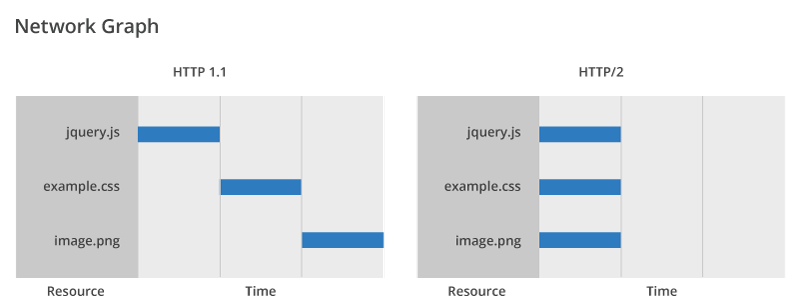 Network Graph
HTTP 1.1
jquery.js
example.css
image.png
Resource Time
HTTP/2
jquery.js
example.css
image.png
Resource Time